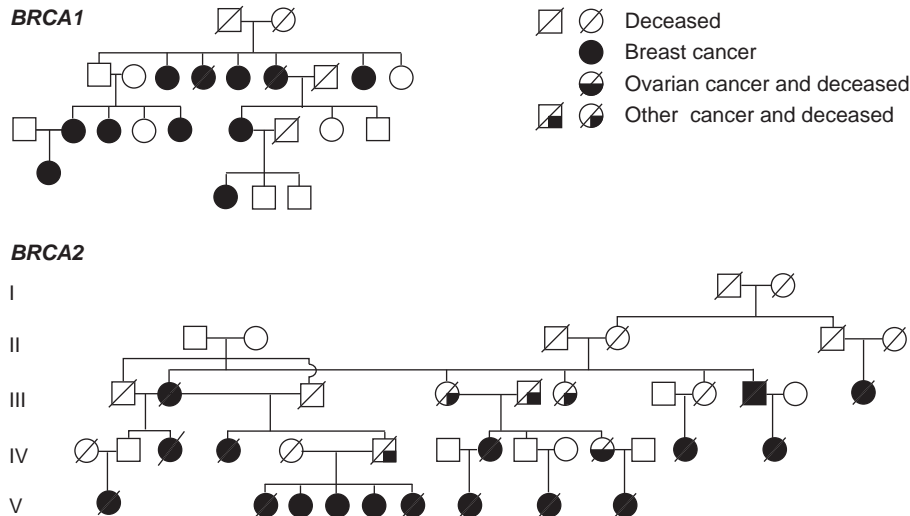 BRCA1
Deceased
Breast cancer
Ovarian cancer and deceased
Other cancer and deceased
BRCA2
I
II
III
IV
V